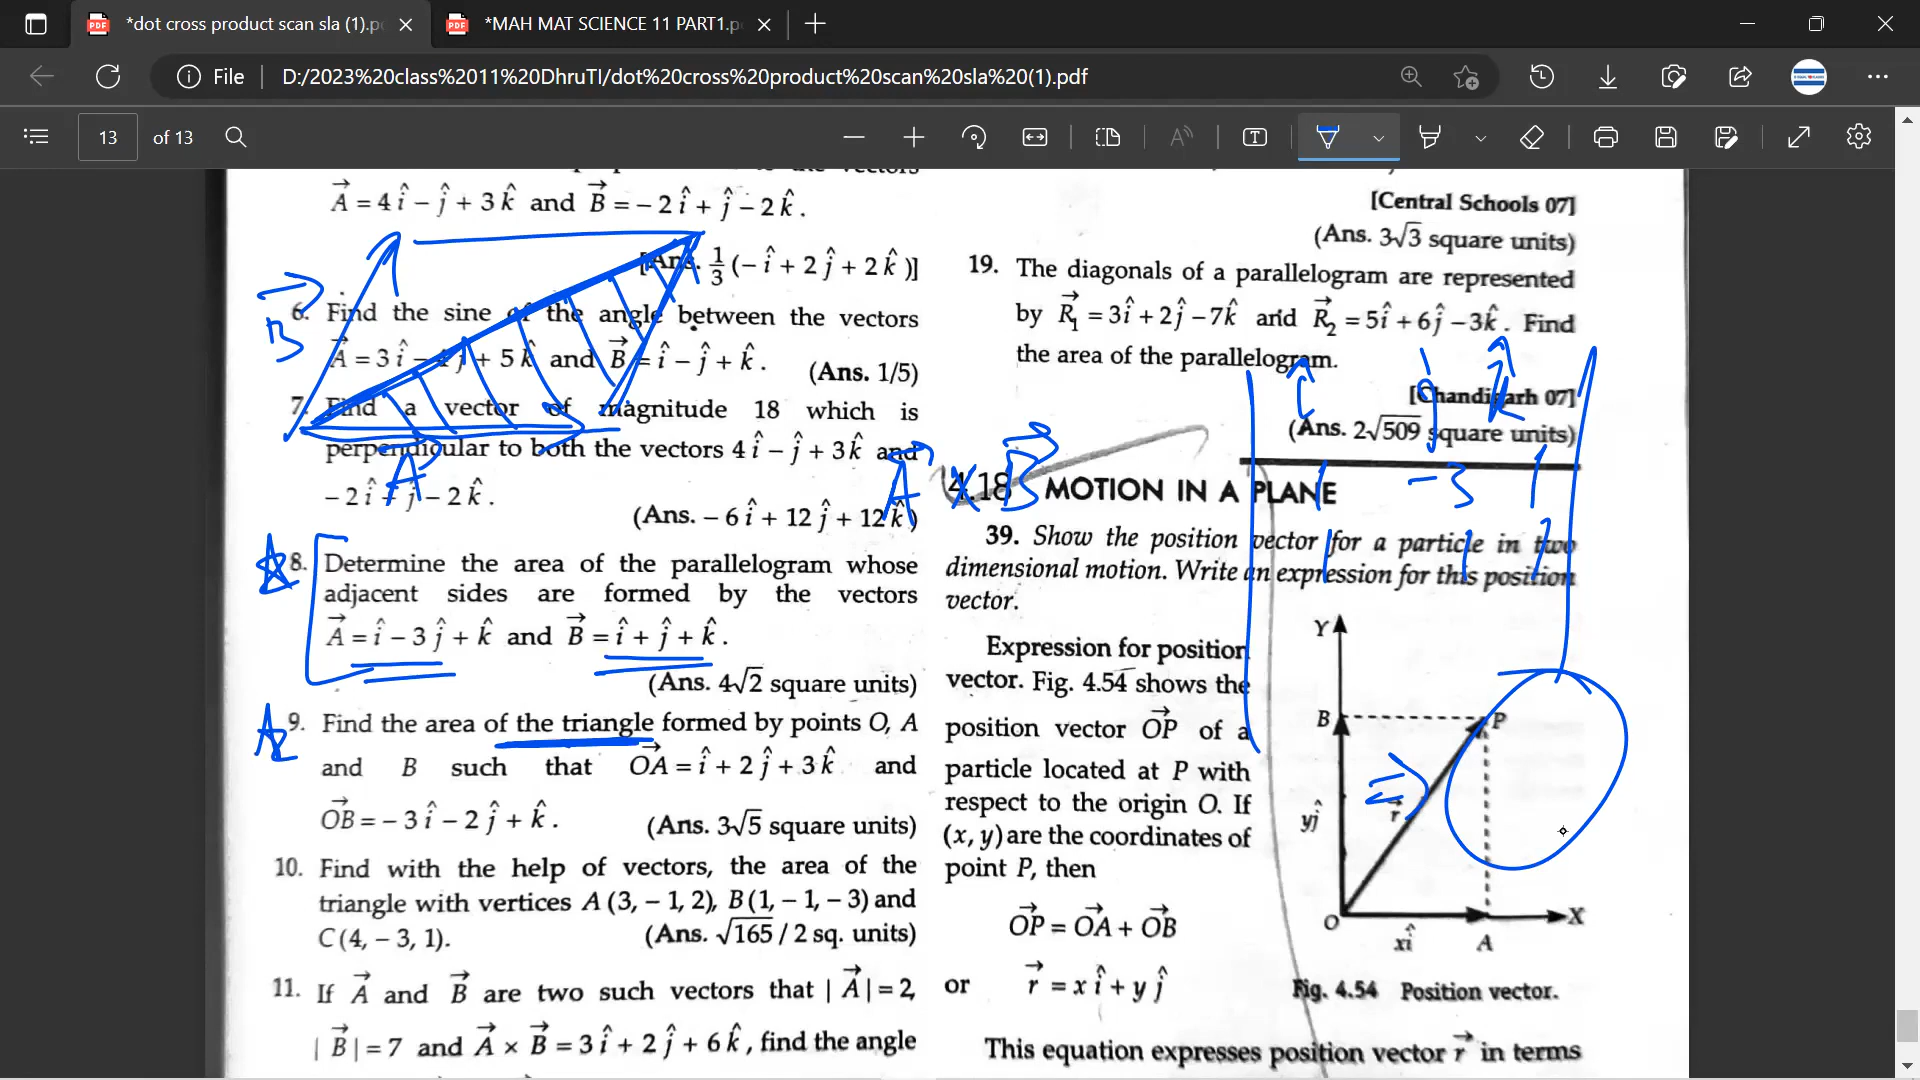 *dot cross product scan sla (1).p
*MAH MAT SCIENCE 11 PART1.p
File
D:/2023%20class%2011%20DhruTI/dot%20cross%20product%20scan%20sla%20(1).pdf
13 of 13
A⃗ = 4î − ĵ + 3k̂ and B⃗ = − 2î + ĵ − 2k̂.
[Ans. 1/3 (− î + 2ĵ + 2k̂)]
B⃗
6. Find the sine of the angle between the vectors
A⃗ = 3î − 4ĵ + 5k̂ and B⃗ = î − ĵ + k̂.
(Ans. 1/5)
7. Find a vector of magnitude 18 which is
perpendicular to both the vectors 4î − ĵ + 3k̂ and
− 2î + ĵ − 2k̂.
A⃗
(Ans. − 6î + 12ĵ + 12k̂)
8. Determine the area of the parallelogram whose
adjacent sides are formed by the vectors
A⃗ = î − 3ĵ + k̂ and B⃗ = î + ĵ + k̂.
(Ans. 4√2 square units)
9. Find the area of the triangle formed by points O, A
and B such that OA⃗ = î + 2ĵ + 3k̂ and
OB⃗ = − 3î − 2ĵ + k̂.
(Ans. 3√5 square units)
10. Find with the help of vectors, the area of the
triangle with vertices A(3, − 1, 2), B(1, − 1, − 3) and
C(4, − 3, 1).
(Ans. √165 / 2 sq. units)
11. If A⃗ and B⃗ are two such vectors that |A⃗| = 2,
|B⃗| = 7 and A⃗ × B⃗ = 3î + 2ĵ + 6k̂, find the angle
[Central Schools 07]
(Ans. 3√3 square units)
19. The diagonals of a parallelogram are represented
by R⃗₁ = 3î + 2ĵ − 7k̂ and R⃗₂ = 5î + 6ĵ − 3k̂. Find
the area of the parallelogram.
[Chandigarh 07]
(Ans. 2√509 square units)
A⃗ × B⃗
î ĵ k̂
1 −3 1
1 1 1
4.18 MOTION IN A PLANE
39. Show the position vector for a particle in two
dimensional motion. Write an expression for this position
vector.
Expression for position
vector. Fig. 4.54 shows the
position vector OP⃗ of a
particle located at P with
respect to the origin O. If
(x, y) are the coordinates of
point P, then
OP⃗ = OA⃗ + OB⃗
or r⃗ = xî + yĵ
Y
B
P
yĵ
r⃗
O
X
xî
A
Fig. 4.54 Position vector.
This equation expresses position vector r⃗ in terms